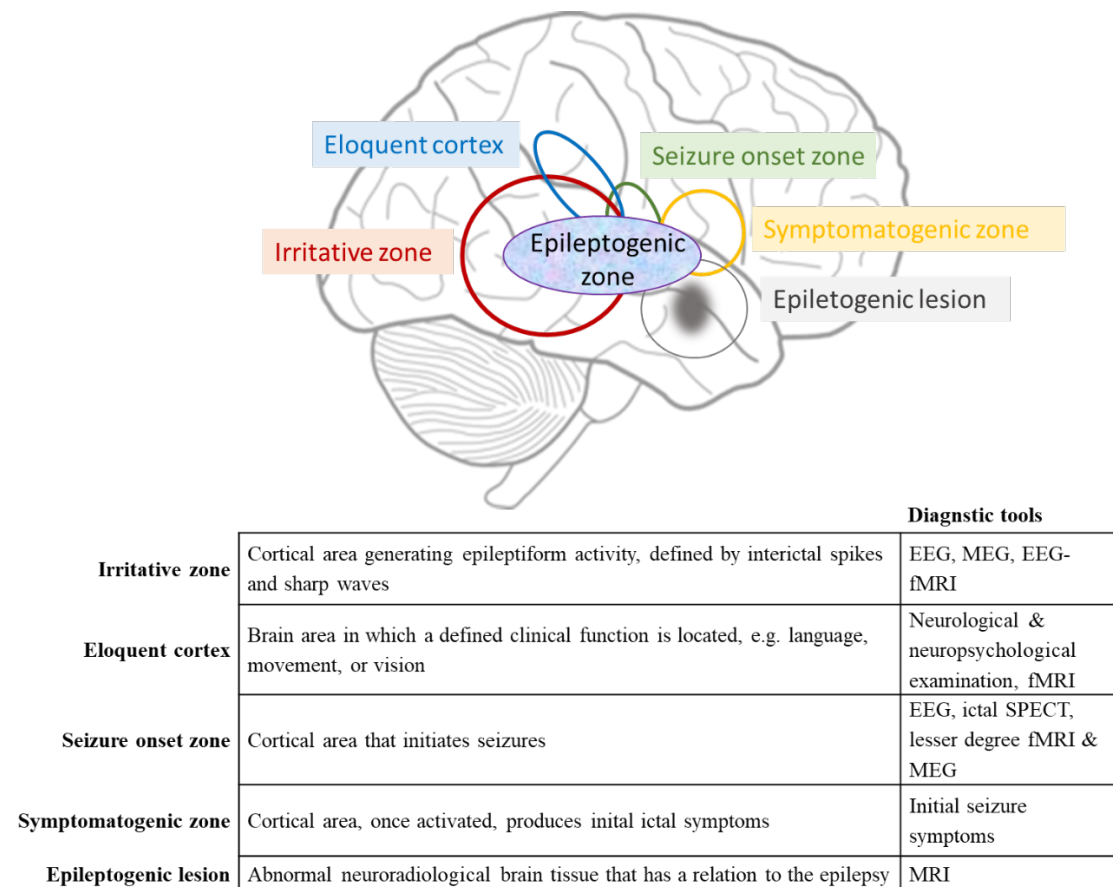 Eloquent cortex
Seizure onset zone
Irritative zone
Epileptogenic
zone
Symptomatogenic zone
Epiletogenic lesion
Diagnstic tools
Irritative zone
Cortical area generating epileptiform activity, defined by interictal spikes
and sharp waves
EEG, MEG, EEG-
fMRI
Eloquent cortex
Brain area in which a defined clinical function is located, e.g. language,
movement, or vision
Neurological &
neuropsychological
examination, fMRI
Seizure onset zone
Cortical area that initiates seizures
EEG, ictal SPECT,
lesser degree fMRI &
MEG
Symptomatogenic zone
Cortical area, once activated, produces inital ictal symptoms
Initial seizure
symptoms
Epileptogenic lesion
Abnormal neuroradiological brain tissue that has a relation to the epilepsy
MRI